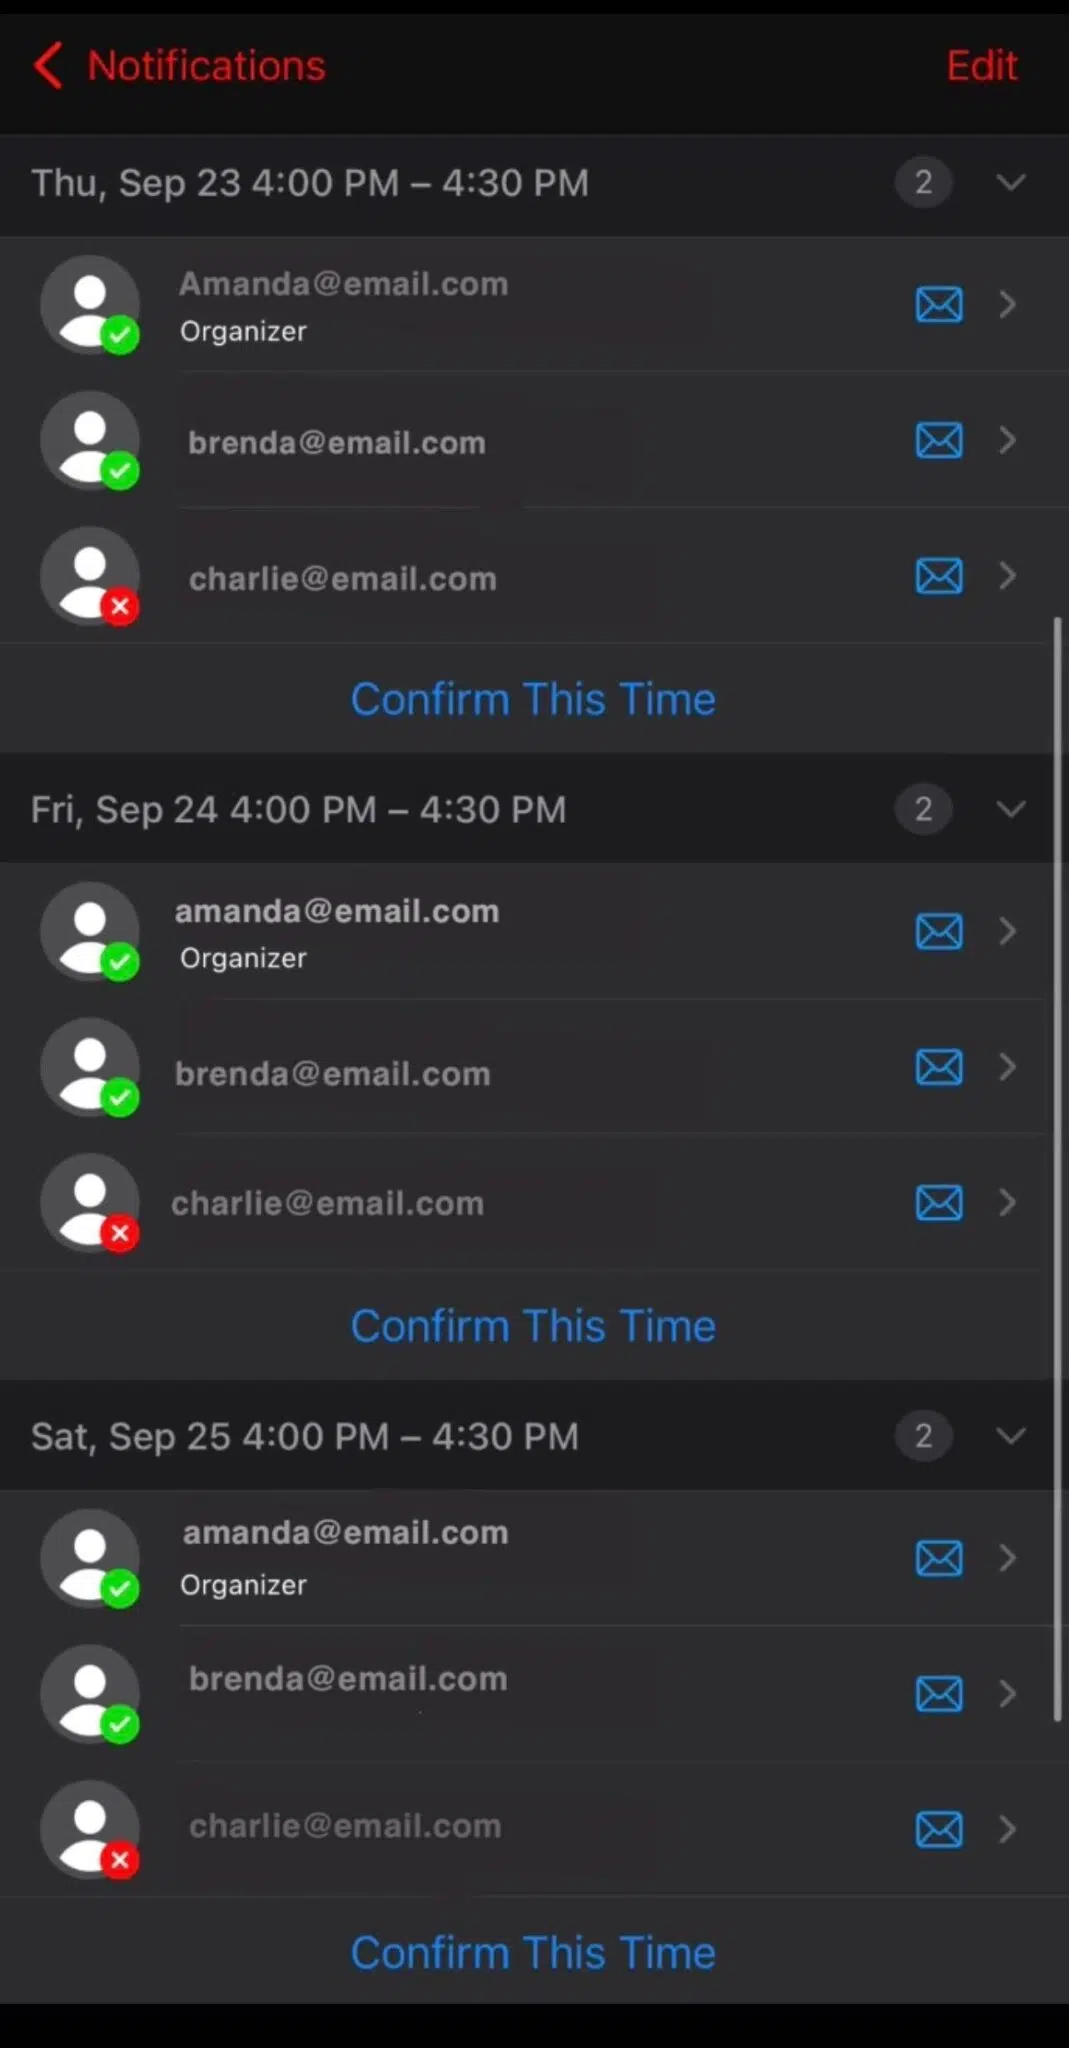 Notifications
Edit
Thu, Sep 23 4:00 PM – 4:30 PM
2
Amanda@email.com
Organizer
brenda@email.com
charlie@email.com
Confirm This Time
Fri, Sep 24 4:00 PM – 4:30 PM
2
amanda@email.com
Organizer
brenda@email.com
charlie@email.com
Confirm This Time
Sat, Sep 25 4:00 PM – 4:30 PM
2
amanda@email.com
Organizer
brenda@email.com
charlie@email.com
Confirm This Time